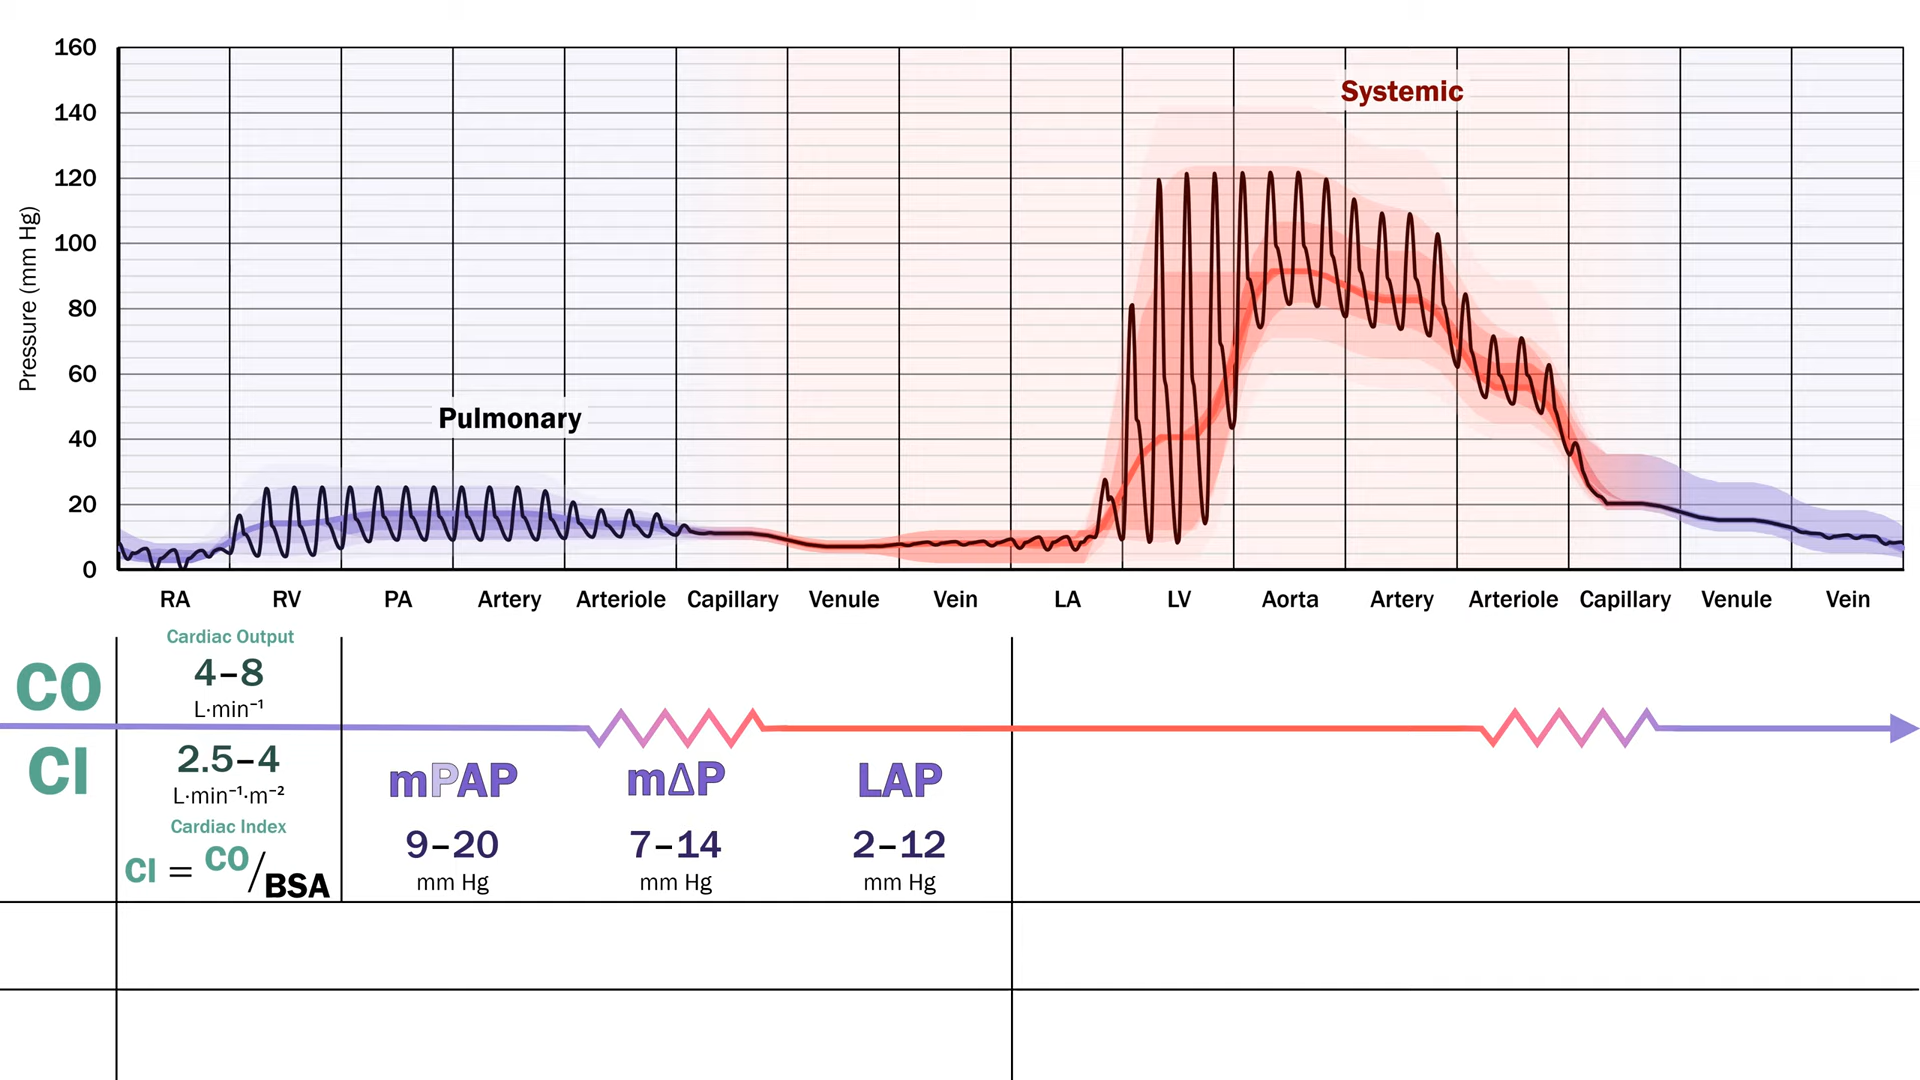 160
140
120
100
80
60
40
20
0
Pressure (mm Hg)
Systemic
Pulmonary
RA RV PA Artery Arteriole Capillary Venule Vein LA LV Aorta Artery Arteriole Capillary Venule Vein
CO
Cardiac Output
4–8
L·min⁻¹
CI
2.5–4
L·min⁻¹·m⁻²
Cardiac Index
CI = CO/BSA
mPAP
9–20
mm Hg
mΔP
7–14
mm Hg
LAP
2–12
mm Hg